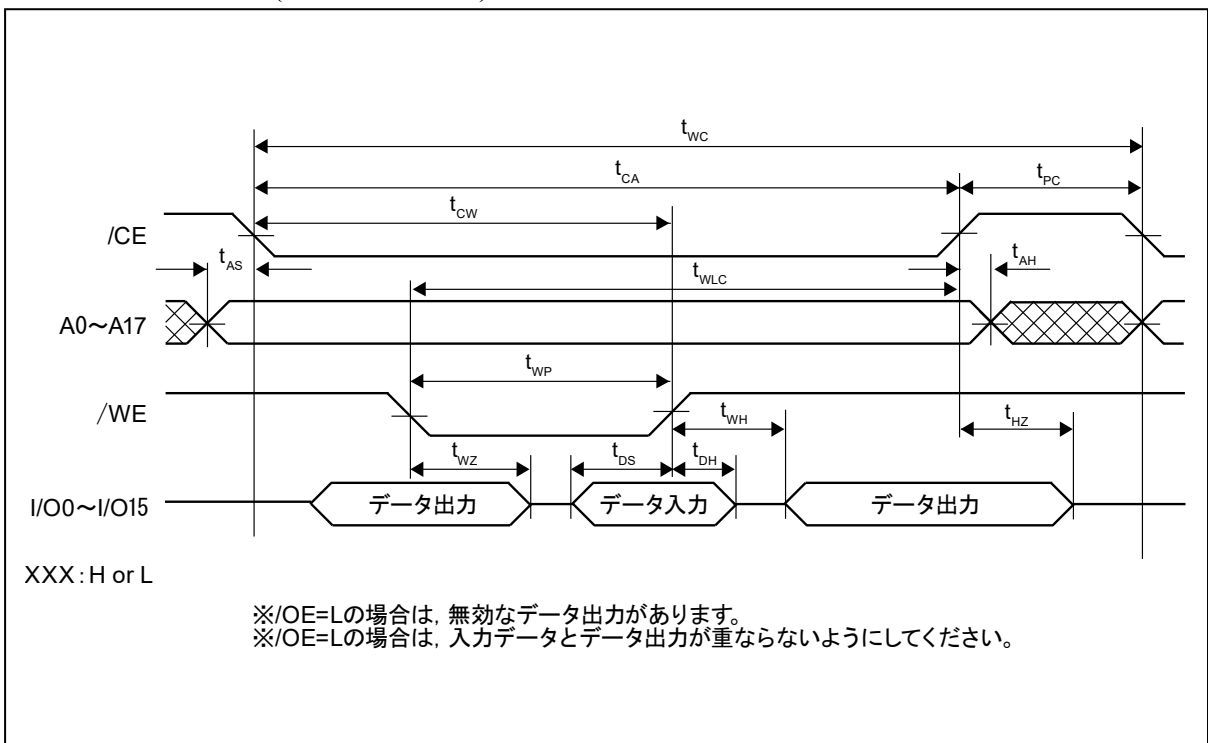 tWC
tCA
tPC
tCW
/CE
tAS
tAH
tWLC
A0～A17
tWP
/WE
tWH
tHZ
tWZ
tDS
tDH
I/O0～I/O15
データ出力
データ入力
データ出力
XXX:H or L
※/OE=Lの場合は，無効なデータ出力があります。
※/OE=Lの場合は，入力データとデータ出力が重ならないようにしてください。